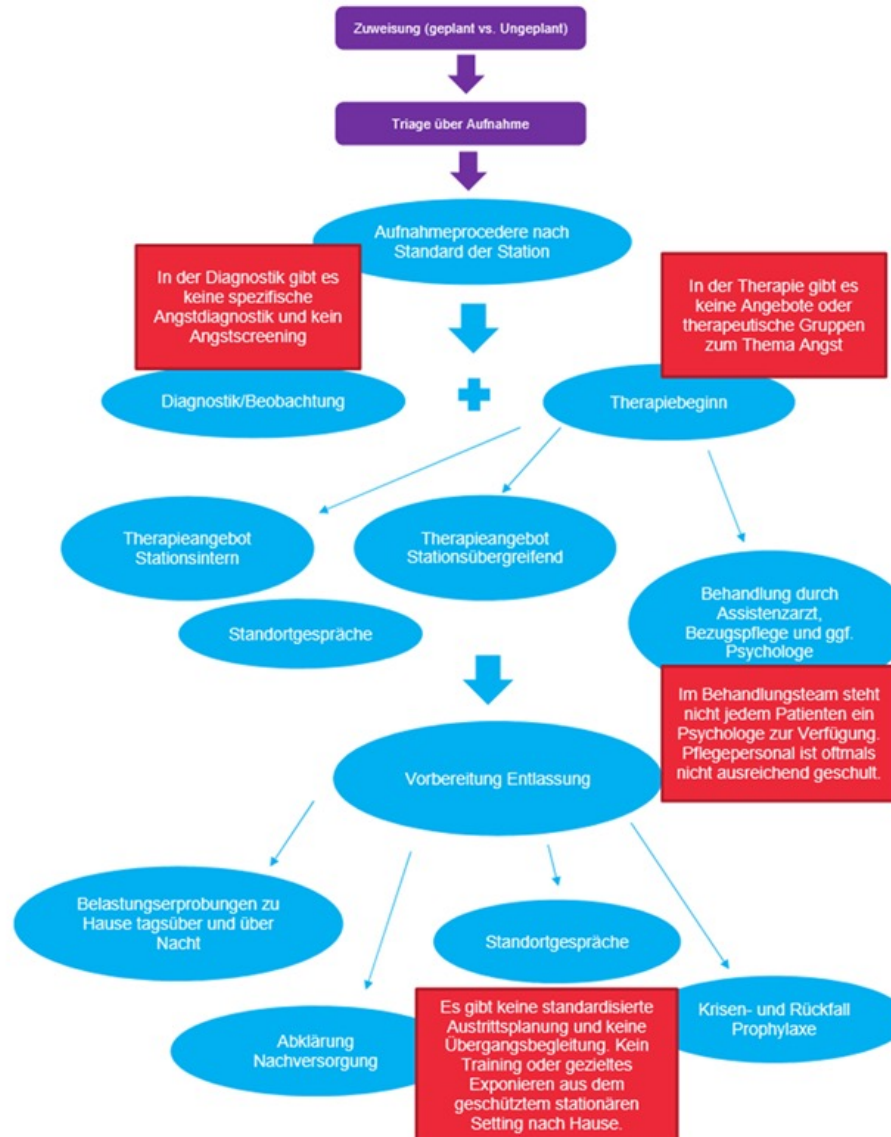 Zuweisung (geplant vs. Ungeplant)
Triage über Aufnahme
Aufnahmeprocedere nach
Standard der Station
In der Diagnostik gibt es
keine spezifische
Angstdiagnostik und kein
Angstscreening
In der Therapie gibt es
keine Angebote oder
therapeutische Gruppen
zum Thema Angst
Diagnostik/Beobachtung
Therapiebeginn
Therapieangebot
Stationsintern
Therapieangebot
Stationsübergreifend
Behandlung durch
Assistenzarzt,
Bezugspflege und ggf.
Psychologe
Standortgespräche
Im Behandlungsteam steht
nicht jedem Patienten ein
Psychologe zur Verfügung.
Pflegepersonal ist oftmals
nicht ausreichend geschult.
Vorbereitung Entlassung
Belastungserprobungen zu
Hause tagsüber und über
Nacht
Standortgespräche
Abklärung
Nachversorgung
Es gibt keine standardisierte
Austrittsplanung und keine
Übergangsbegleitung. Kein
Training oder gezieltes
Exponieren aus dem
geschütztem stationären
Setting nach Hause.
Krisen- und Rückfall
Prophylaxe